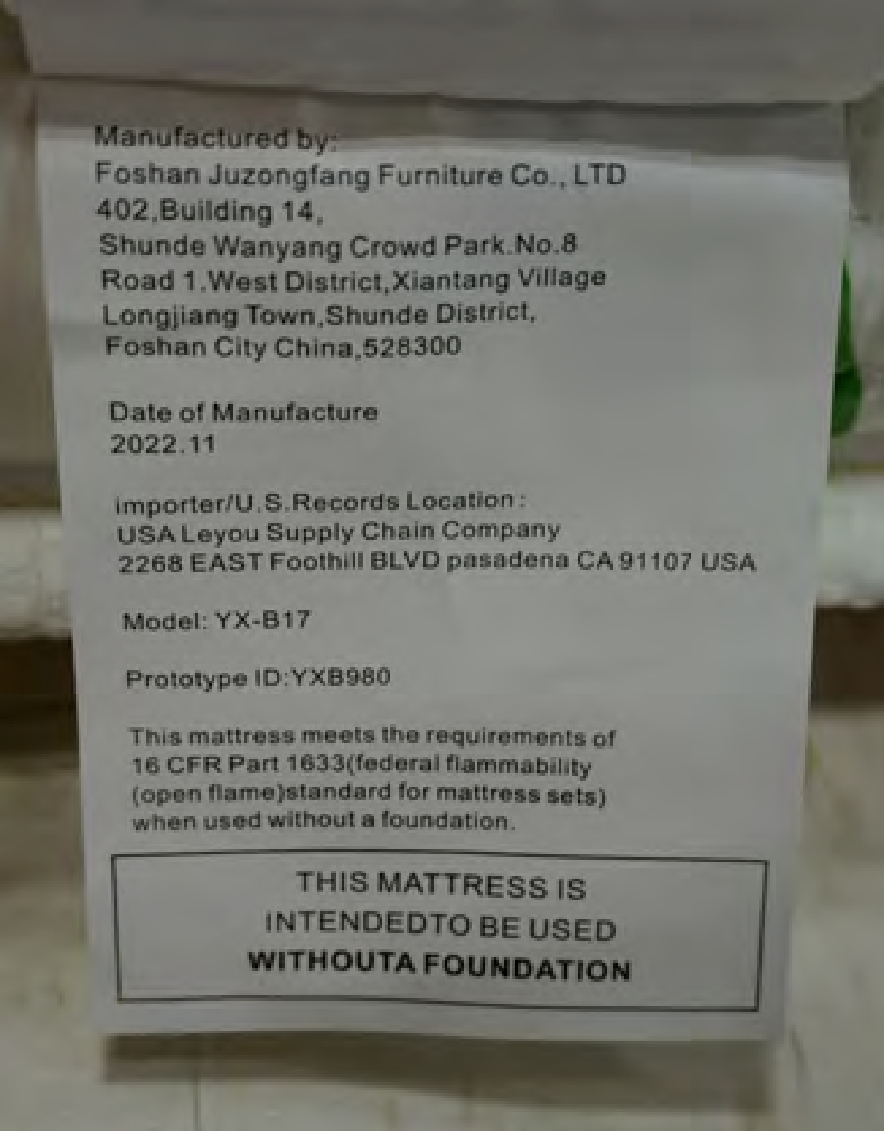 Manufactured by:
Foshan Juzongfang Furniture Co., LTD
402,Building 14,
Shunde Wanyang Crowd Park.No.8
Road 1.West District,Xiantang Village
Longjiang Town,Shunde District,
Foshan City China,528300
Date of Manufacture
2022.11
importer/U.S.Records Location:
USA Leyou Supply Chain Company
2268 EAST Foothill BLVD pasadena CA 91107 USA
Model: YX-B17
Prototype ID:YXB980
This mattress meets the requirements of
16 CFR Part 1633(federal flammability
(open flame)standard for mattress sets)
when used without a foundation.
THIS MATTRESS IS
INTENDEDTO BE USED
WITHOUTA FOUNDATION